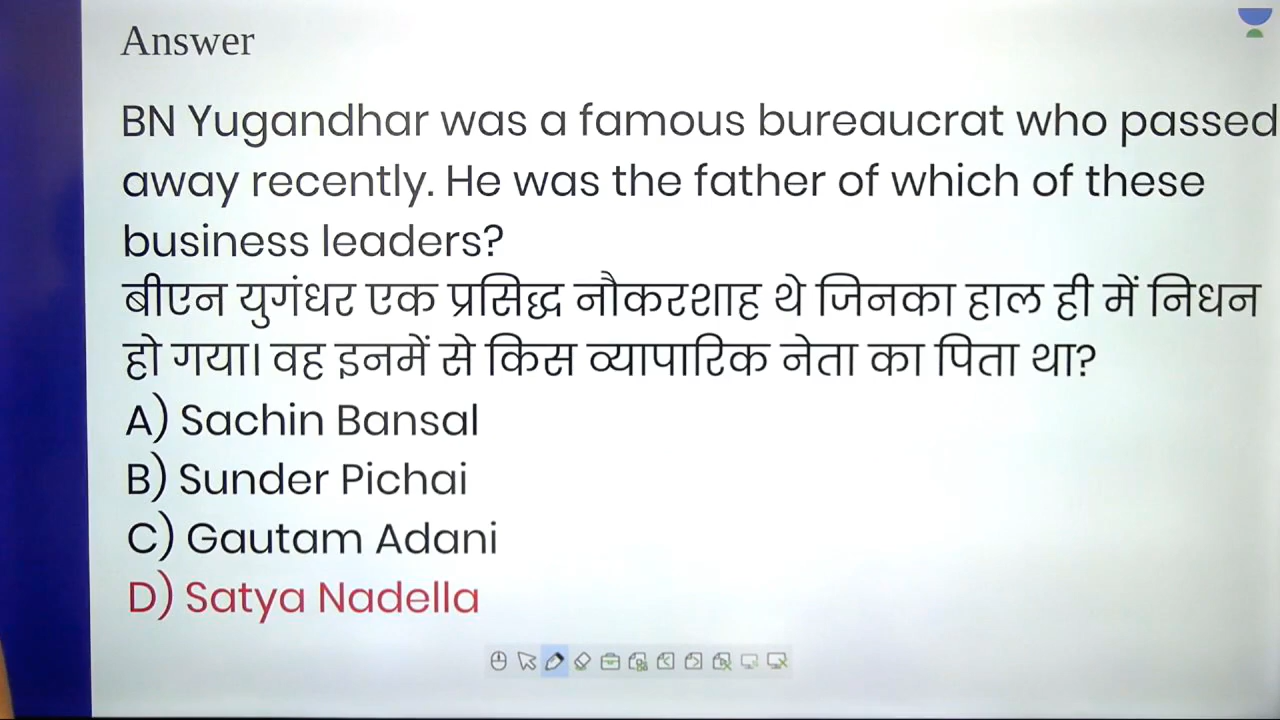 Answer
BN Yugandhar was a famous bureaucrat who passed
away recently. He was the father of which of these
business leaders?
बीएन युगंधर एक प्रसिद्ध नौकरशाह थे जिनका हाल ही में निधन
हो गया। वह इनमें से किस व्यापारिक नेता का पिता था?
A) Sachin Bansal
B) Sunder Pichai
C) Gautam Adani
D) Satya Nadella